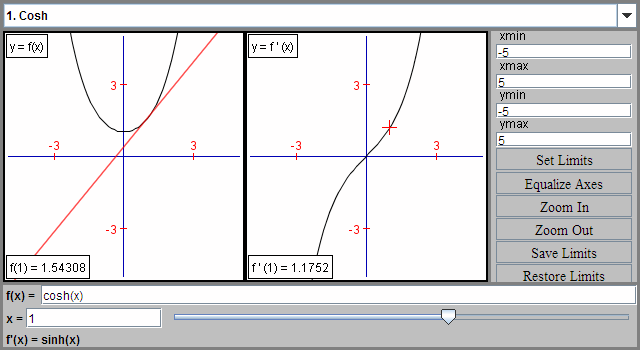 1. Cosh
y = f(x)
3
-3
3
-3
f(1) = 1.54308
y = f ' (x)
3
-3
3
-3
f ' (1) = 1.1752
xmin
-5
xmax
5
ymin
-5
ymax
5
Set Limits
Equalize Axes
Zoom In
Zoom Out
Save Limits
Restore Limits
f(x) = cosh(x)
x = 1
f'(x) = sinh(x)